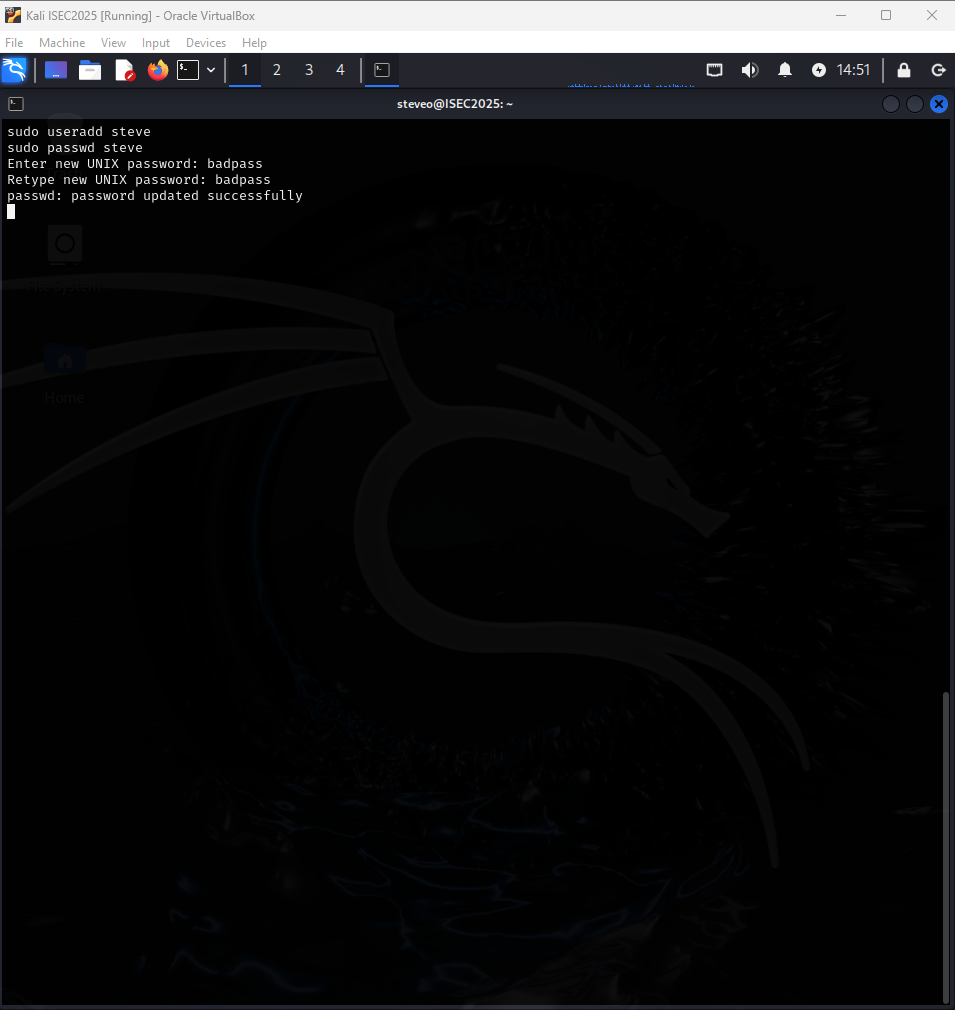 Kali ISEC2025 [Running] - Oracle VirtualBox
File Machine View Input Devices Help
1 2 3 4 14:51
steveo@ISEC2025: ~
sudo useradd steve
sudo passwd steve
Enter new UNIX password: badpass
Retype new UNIX password: badpass
passwd: password updated successfully
File System
Home